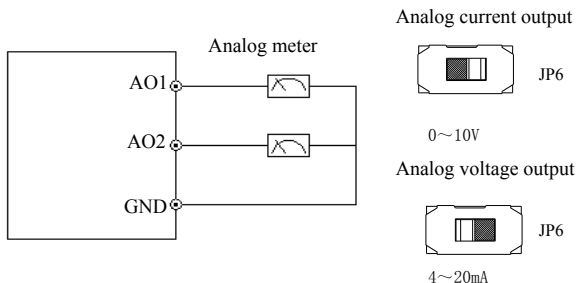 Analog meter
AO1
AO2
GND
Analog current output
JP6
0～10V
Analog voltage output
JP6
4～20mA